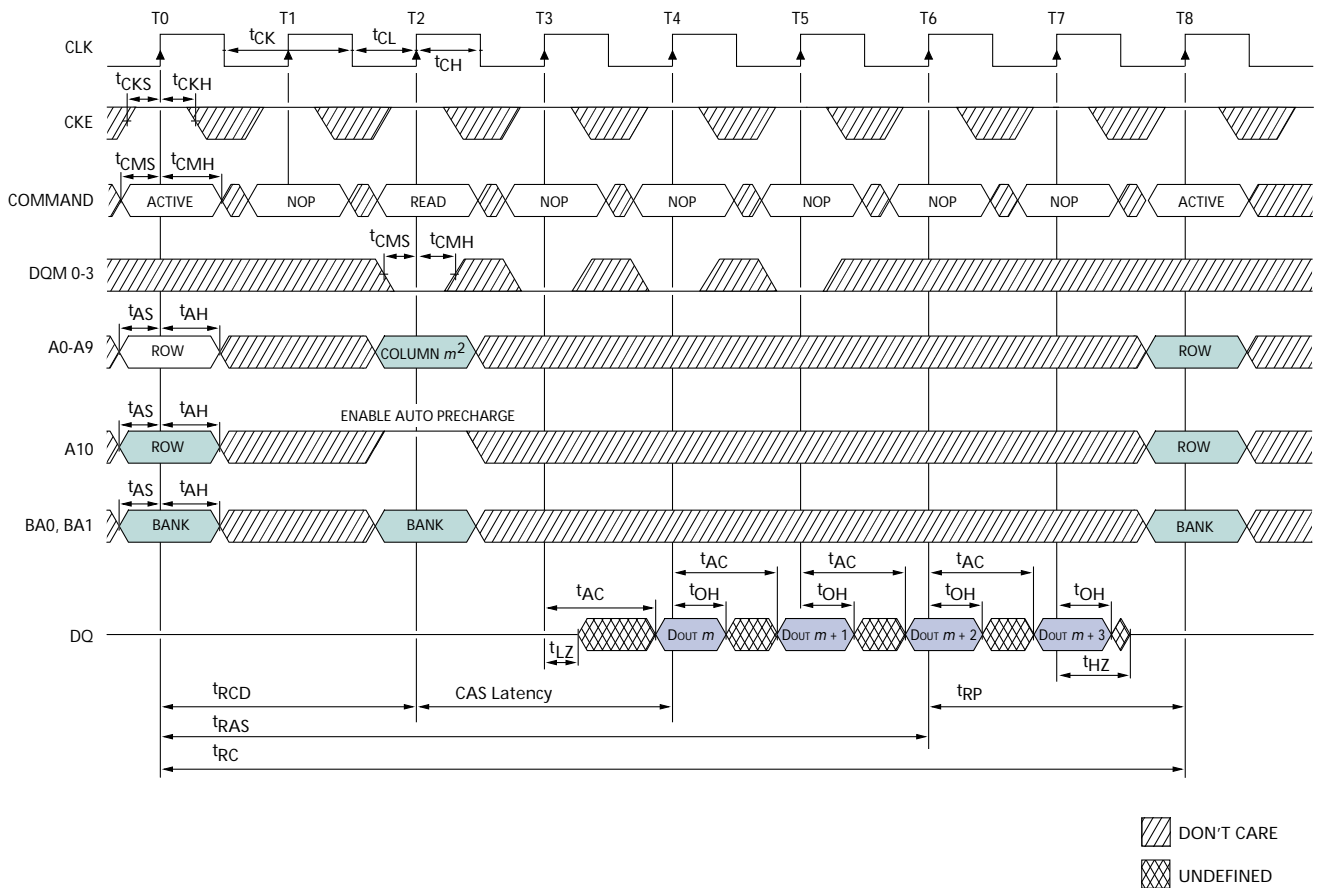 T0 T1 T2 T3 T4 T5 T6 T7 T8
CLK
tCK tCL tCH
tCKS tCKH
CKE
tCMS tCMH
COMMAND ACTIVE NOP READ NOP NOP NOP NOP NOP ACTIVE
tCMS tCMH
DQM 0-3
tAS tAH
A0-A9 ROW COLUMN m2 ROW
ENABLE AUTO PRECHARGE
tAS tAH
A10 ROW ROW
tAS tAH
BA0, BA1 BANK BANK BANK
tAC tAC tAC
tAC tOH tOH tOH tOH
DQ DOUT m DOUT m + 1 DOUT m + 2 DOUT m + 3
tLZ tHZ
tRCD CAS Latency tRP
tRAS
tRC
DON'T CARE
UNDEFINED